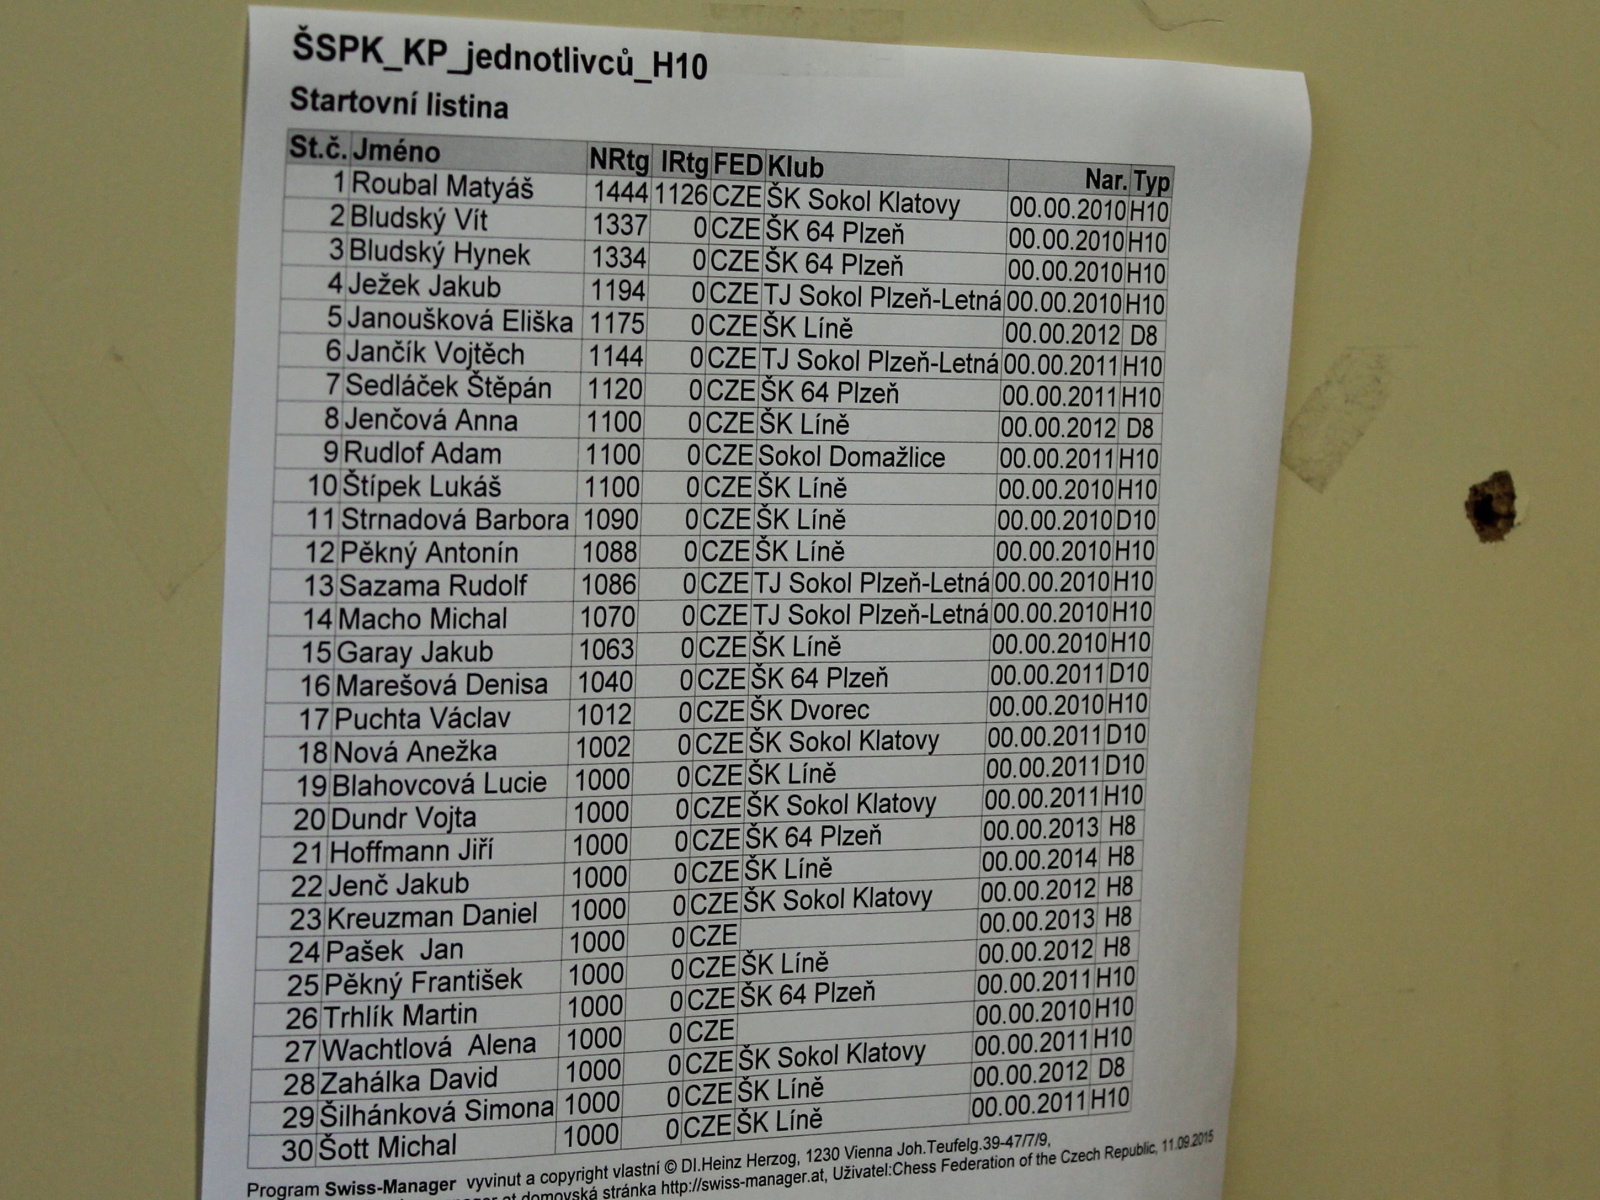 ŠSPK_KP_jednotlivců_H10
Startovní listina
St.č. Jméno NRtg IRtg FED Klub Nar. Typ
1 Roubal Matyáš 1444 1126 CZE ŠK Sokol Klatovy 00.00.2010 H10
2 Bludský Vít 1337 0 CZE ŠK 64 Plzeň 00.00.2010 H10
3 Bludský Hynek 1334 0 CZE ŠK 64 Plzeň 00.00.2010 H10
4 Ježek Jakub 1194 0 CZE TJ Sokol Plzeň-Letná 00.00.2010 H10
5 Janoušková Eliška 1175 0 CZE ŠK Líně 00.00.2012 D8
6 Jančík Vojtěch 1144 0 CZE TJ Sokol Plzeň-Letná 00.00.2011 H10
7 Sedláček Štěpán 1120 0 CZE ŠK 64 Plzeň 00.00.2011 H10
8 Jenčová Anna 1100 0 CZE ŠK Líně 00.00.2012 D8
9 Rudlof Adam 1100 0 CZE Sokol Domažlice 00.00.2011 H10
10 Štípek Lukáš 1100 0 CZE ŠK Líně 00.00.2010 H10
11 Strnadová Barbora 1090 0 CZE ŠK Líně 00.00.2010 D10
12 Pěkný Antonín 1088 0 CZE ŠK Líně 00.00.2010 H10
13 Sazama Rudolf 1086 0 CZE TJ Sokol Plzeň-Letná 00.00.2010 H10
14 Macho Michal 1070 0 CZE TJ Sokol Plzeň-Letná 00.00.2010 H10
15 Garay Jakub 1063 0 CZE ŠK Líně 00.00.2010 H10
16 Marešová Denisa 1040 0 CZE ŠK 64 Plzeň 00.00.2011 D10
17 Puchta Václav 1012 0 CZE ŠK Dvorec 00.00.2010 H10
18 Nová Anežka 1002 0 CZE ŠK Sokol Klatovy 00.00.2011 D10
19 Blahovcová Lucie 1000 0 CZE ŠK Líně 00.00.2011 D10
20 Dundr Vojta 1000 0 CZE ŠK Sokol Klatovy 00.00.2011 H10
21 Hoffmann Jiří 1000 0 CZE ŠK 64 Plzeň 00.00.2013 H8
22 Jenč Jakub 1000 0 CZE ŠK Líně 00.00.2014 H8
23 Kreuzman Daniel 1000 0 CZE ŠK Sokol Klatovy 00.00.2012 H8
24 Pašek Jan 1000 0 CZE 00.00.2013 H8
25 Pěkný František 1000 0 CZE ŠK Líně 00.00.2012 H8
26 Trhlík Martin 1000 0 CZE ŠK 64 Plzeň 00.00.2011 H10
27 Wachtlová Alena 1000 0 CZE 00.00.2010 H10
28 Zahálka David 1000 0 CZE ŠK Sokol Klatovy 00.00.2011 H10
29 Šilhánková Simona 1000 0 CZE ŠK Líně 00.00.2012 D8
30 Šott Michal 1000 0 CZE ŠK Líně 00.00.2011 H10
Program Swiss-Manager vyvinut a copyright vlastní © DI.Heinz Herzog, 1230 Vienna Joh.Teufelg.39-47/7/9,
domovská stránka http://swiss-manager.at, Uživatel:Chess Federation of the Czech Republic, 11.09.2015